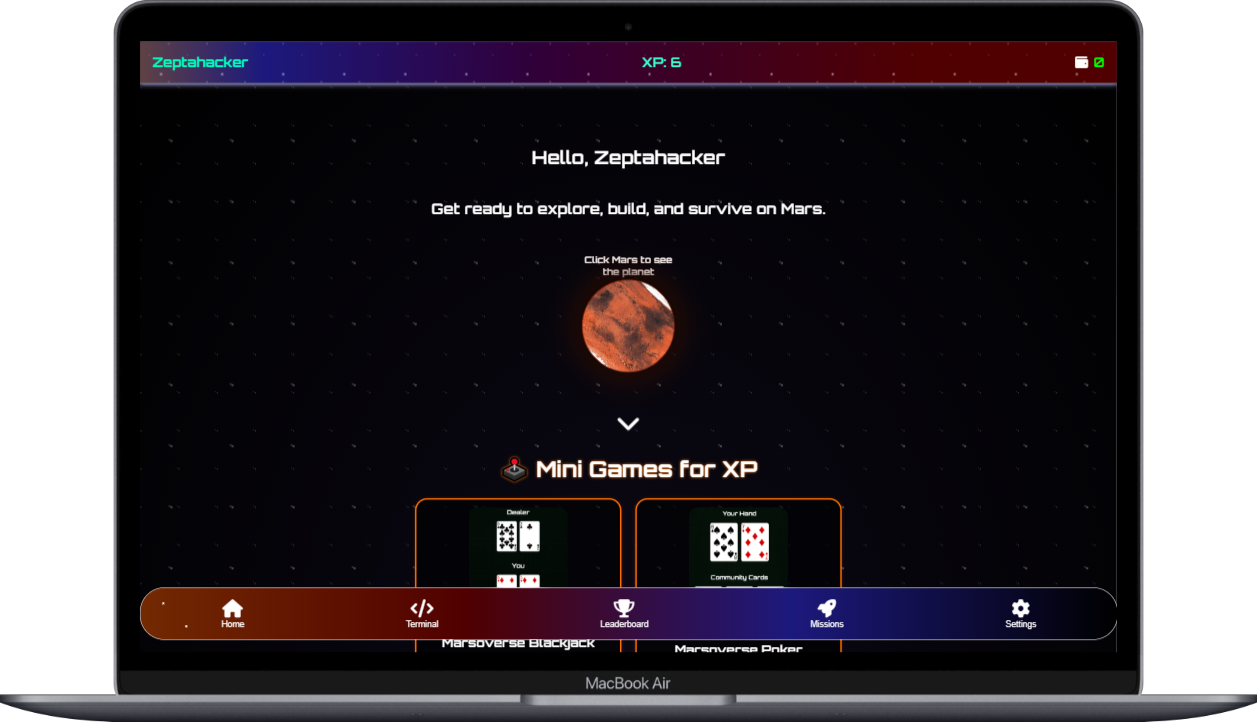 Zeptahacker
XP: 6
0
Hello, Zeptahacker
Get ready to explore, build, and survive on Mars.
Click Mars to see
the planet
Mini Games for XP
Dealer
You
Your Hand
Community Cards
Home
Terminal
Leaderboard
Missions
Settings
Marsoverse Blackjack
Marsoverse Poker
MacBook Air